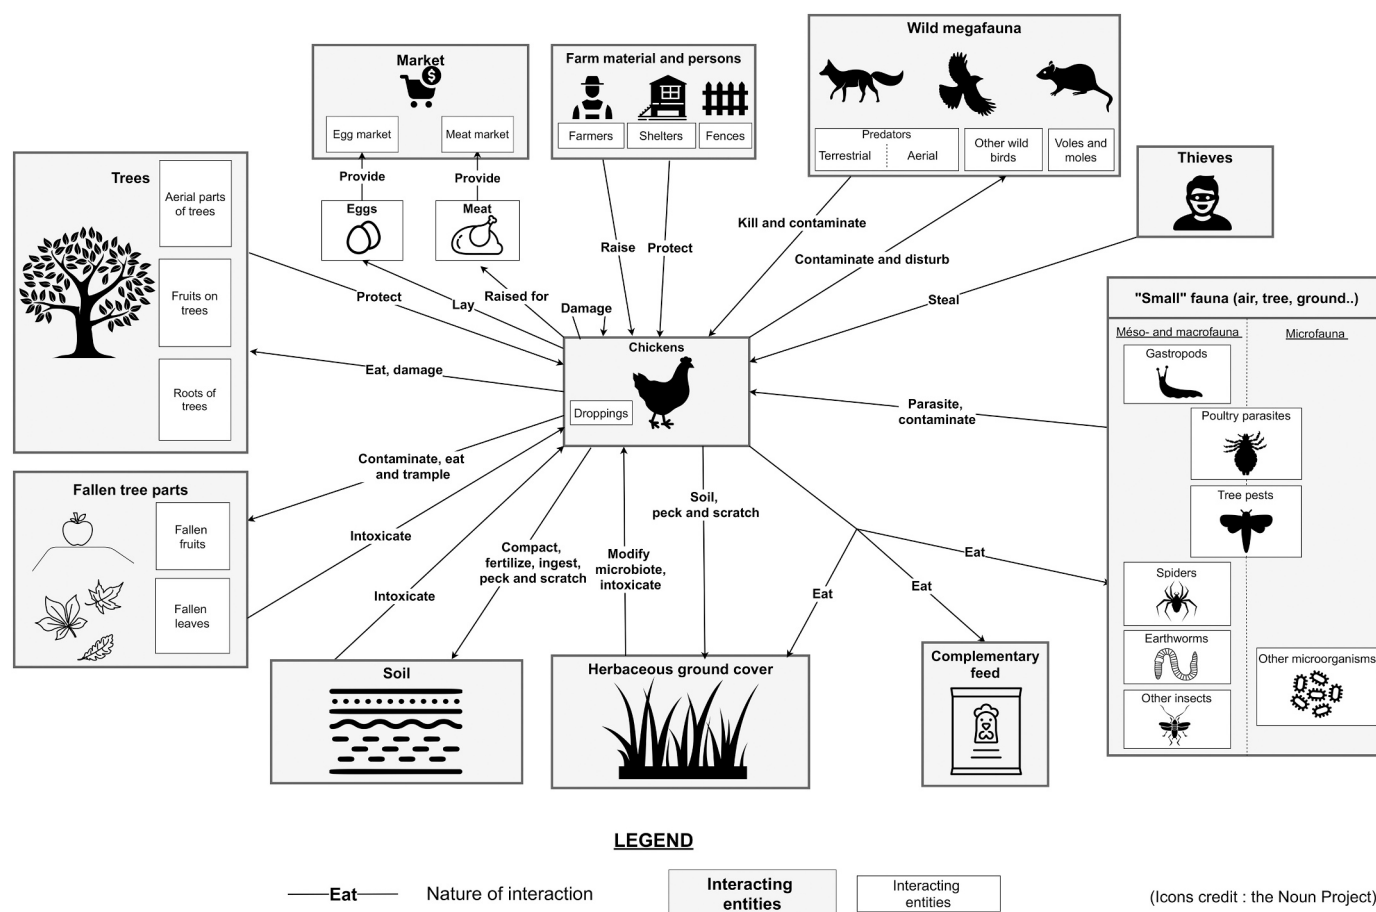 Wild megafauna
Market
Farm material and persons
$
Egg market
Meat market
Farmers
Shelters
Fences
Predators
Terrestrial
Aerial
Other wild
birds
Voles and
moles
Thieves
Trees
Aerial parts
of trees
Fruits on
trees
Roots of
trees
Provide
Provide
Eggs
Meat
Raise
Protect
Kill and contaminate
Contaminate and disturb
Steal
Protect
Lay
Raised for
Damage
"Small" fauna (air, tree, ground..)
Méso- and macrofauna
Microfauna
Gastropods
Poultry parasites
Tree pests
Spiders
Earthworms
Other insects
Other microorganisms
Chickens
Droppings
Eat, damage
Parasite,
contaminate
Contaminate, eat
and trample
Fallen tree parts
Fallen
fruits
Fallen
leaves
Intoxicate
Intoxicate
Compact,
fertilize, ingest,
peck and scratch
Modify
microbiote,
intoxicate
Soil,
peck and scratch
Eat
Eat
Eat
Soil
Herbaceous ground cover
Complementary
feed
LEGEND
Eat
Nature of interaction
Interacting
entities
Interacting
entities
(Icons credit : the Noun Project)